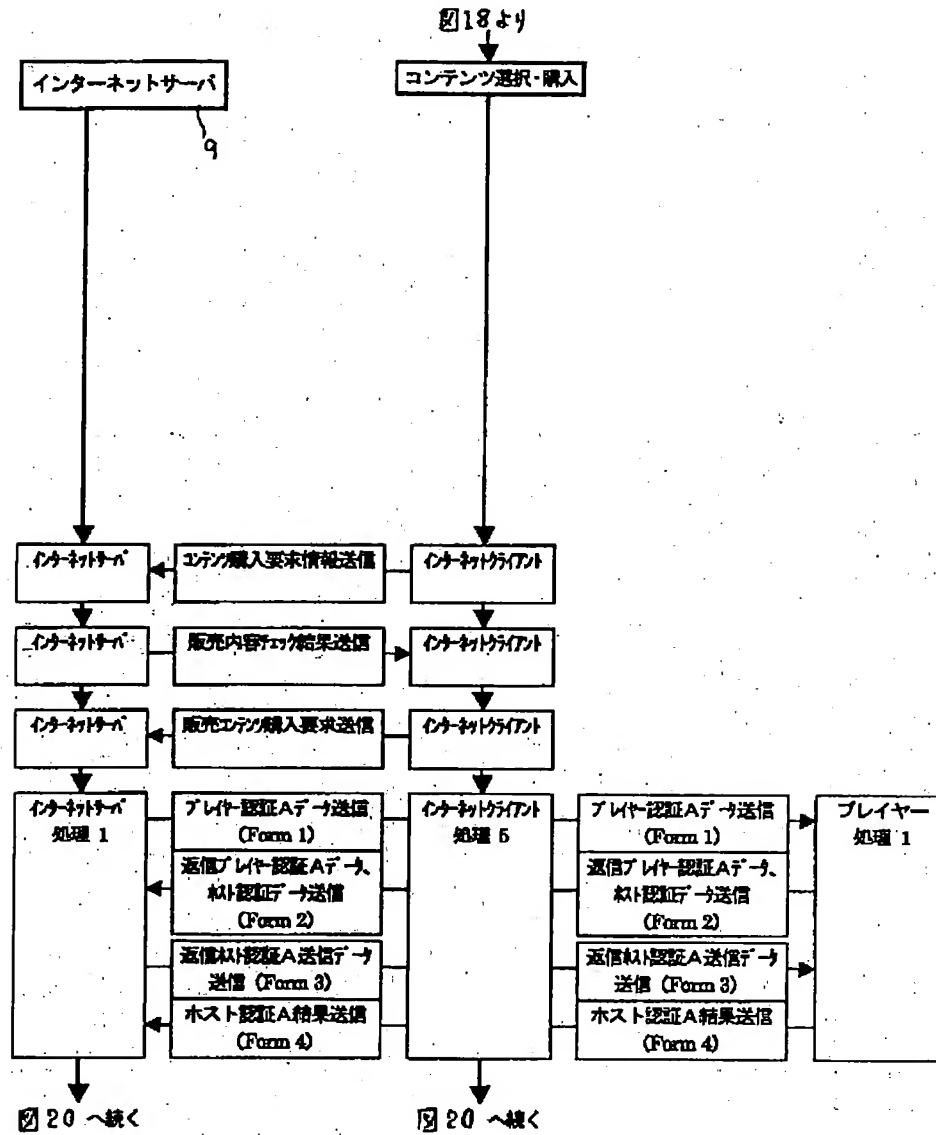 図18より
インターネットサーバ
コンテンツ選択・購入
9
インターネットサーバ
コンテンツ購入要求情報送信
インターネットクライアント
インターネットサーバ
販売内容チェック結果送信
インターネットクライアント
インターネットサーバ
販売コンテンツ購入要求送信
インターネットクライアント
インターネットサーバ
処理 1
プレイヤー認証Aデータ送信
(Form 1)
返信プレイヤー認証Aデータ、
ホスト認証データ送信
(Form 2)
返信ホスト認証A送信データ
送信 (Form 3)
ホスト認証A結果送信
(Form 4)
インターネットクライアント
処理 5
プレイヤー認証Aデータ送信
(Form 1)
返信プレイヤー認証Aデータ、
ホスト認証データ送信
(Form 2)
返信ホスト認証A送信データ
送信 (Form 3)
ホスト認証A結果送信
(Form 4)
プレイヤー
処理 1
図20 へ続く
図20 へ続く